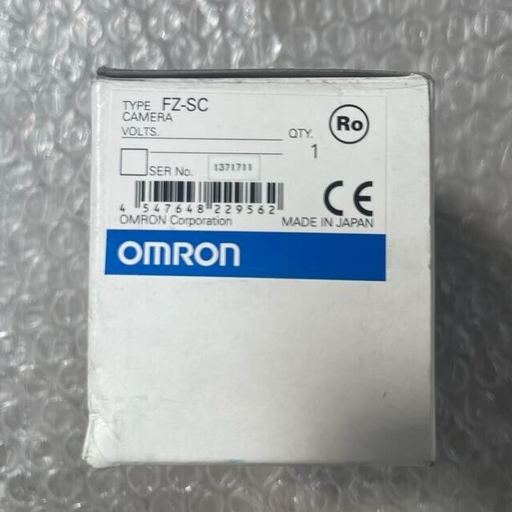 TYPE FZ-SC
CAMERA
VOLTS. QTY.
1
Ro
SER No. 1371711
4 547648 229562
CE
OMRON Corporation MADE IN JAPAN
OMRON